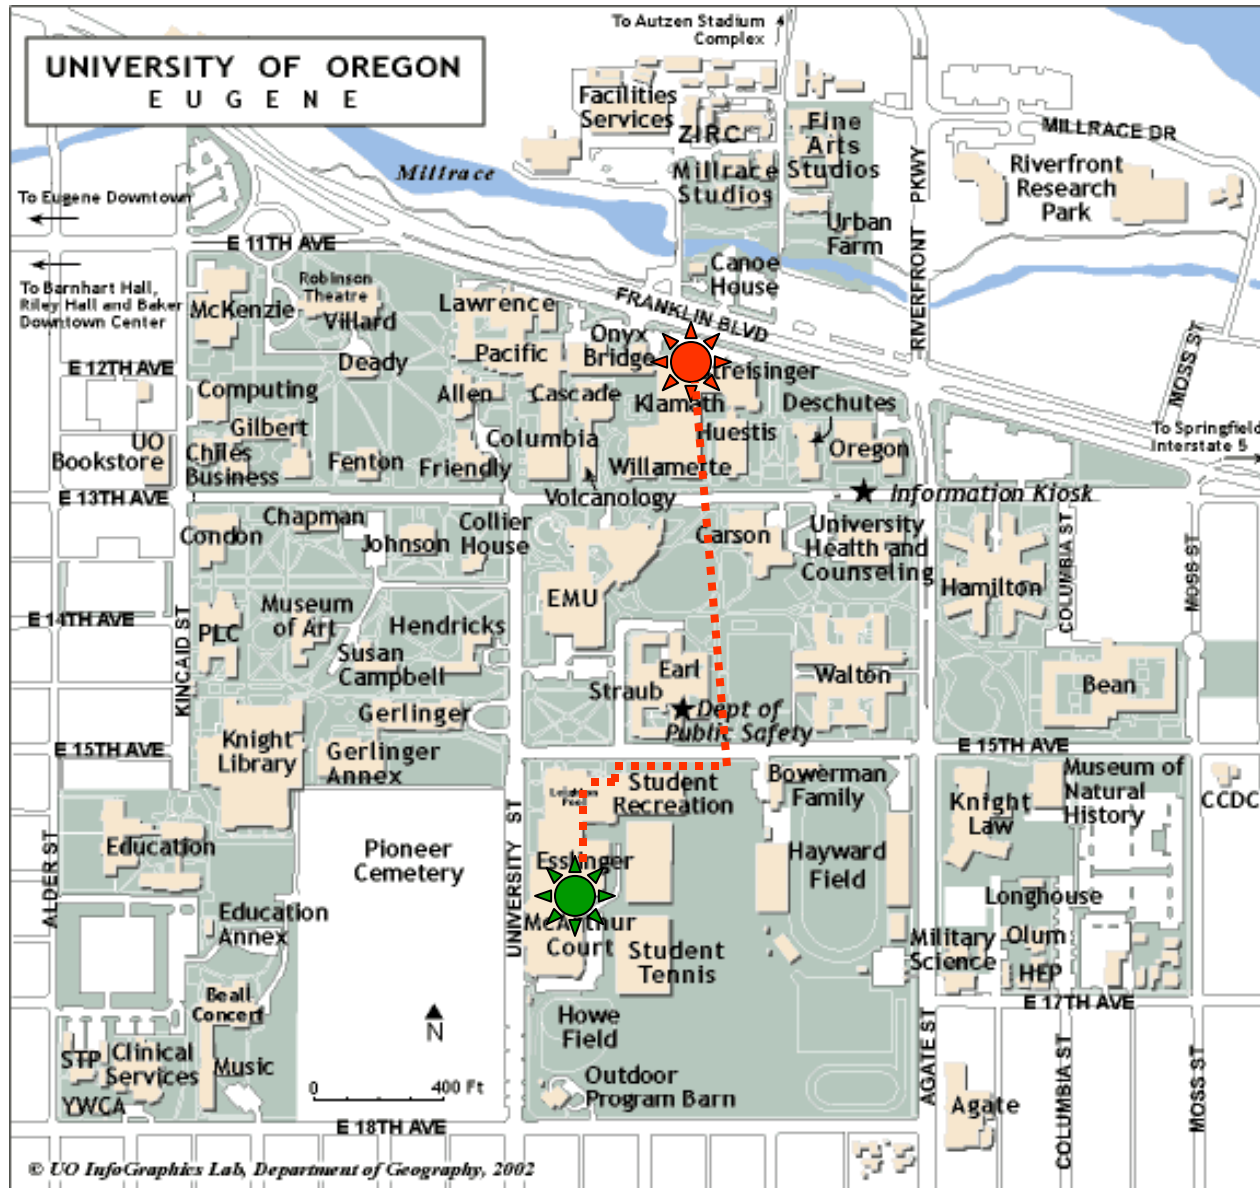 To Autzen Stadium
Complex
UNIVERSITY OF OREGON
EUGENE
Facilities
Services
ZIRC
Fine
Arts
Studios
MILLRACE DR
Millrace
Millrace
Studios
Riverfront
Research
Park
To Eugene Downtown
Urban
Farm
RIVERFRONT PKWY
E 11TH AVE
Canoe
House
To Barnhart Hall,
Riley Hall and Baker
Downtown Center
Robinson
Theatre
McKenzie
Villard
Lawrence
FRANKLIN BLVD
Onyx
Bridge
MOSS ST
E 12TH AVE
Deady
Pacific
Streisinger
Computing
Allen
Cascade
Klamath
Deschutes
Gilbert
UO
Bookstore
Chiles
Business
Fenton
Friendly
Columbia
Huestis
Willamerte
Oregon
To Springfield
Interstate 5
E 13TH AVE
Volcanology
Information Kiosk
Condon
Chapman
Johnson
Collier
House
Carson
University
Health and
Counseling
Hamilton
COLUMBIA ST
MOSS ST
E 14TH AVE
KINCAID ST
PLC
Museum
of Art
Hendricks
EMU
Susan
Campbell
Earl
Straub
Walton
Bean
Gerlinger
Dept of
Public Safety
E 15TH AVE
Knight
Library
Gerlinger
Annex
E 15TH AVE
Student
Recreation
Bowerman
Family
Museum of
Natural
History
Knight
Law
CCDC
ALDER ST
Education
Pioneer
Cemetery
UNIVERSITY ST
Esslinger
Hayward
Field
Longhouse
Education
Annex
McArthur
Court
Student
Tennis
Military
Science
Olum
HEP
Beall
Concert
N
Howe
Field
E 17TH AVE
STP
Clinical
Services
Music
0
400 Ft
Outdoor
Program Barn
YWCA
AGATE ST
Agate
COLUMBIA ST
MOSS ST
E 18TH AVE
© UO InfoGraphics Lab, Department of Geography, 2002